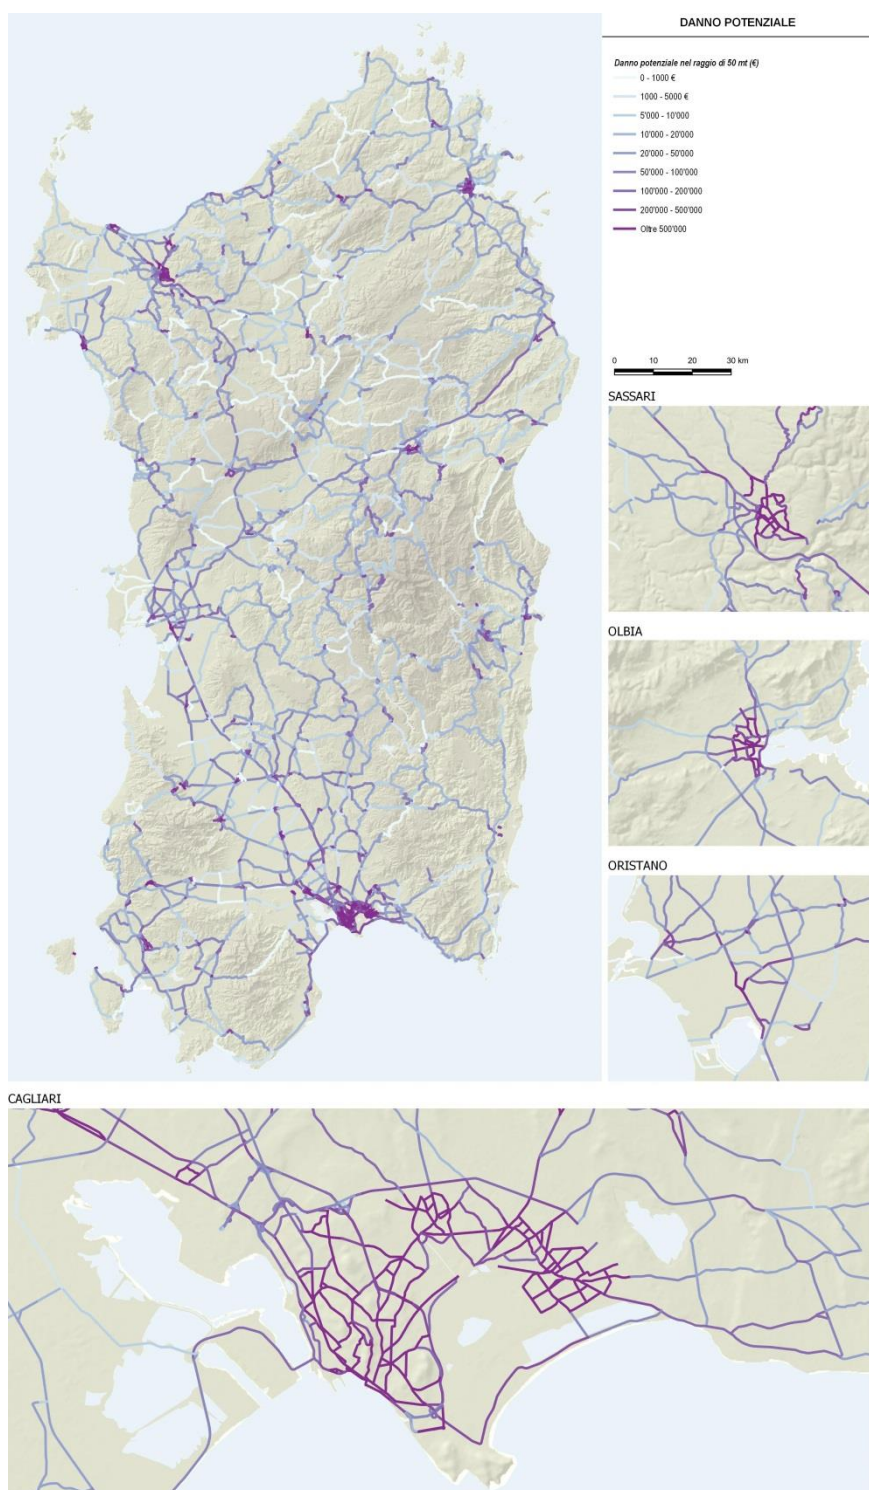 DANNO POTENZIALE
Danno potenziale nel raggio di 50 mt (€)
0 - 1000 €
1000 - 5000 €
5'000 - 10'000
10'000 - 20'000
20'000 - 50'000
50'000 - 100'000
100'000 - 200'000
200'000 - 500'000
Oltre 500'000
0 10 20 30 km
SASSARI
OLBIA
ORISTANO
CAGLIARI